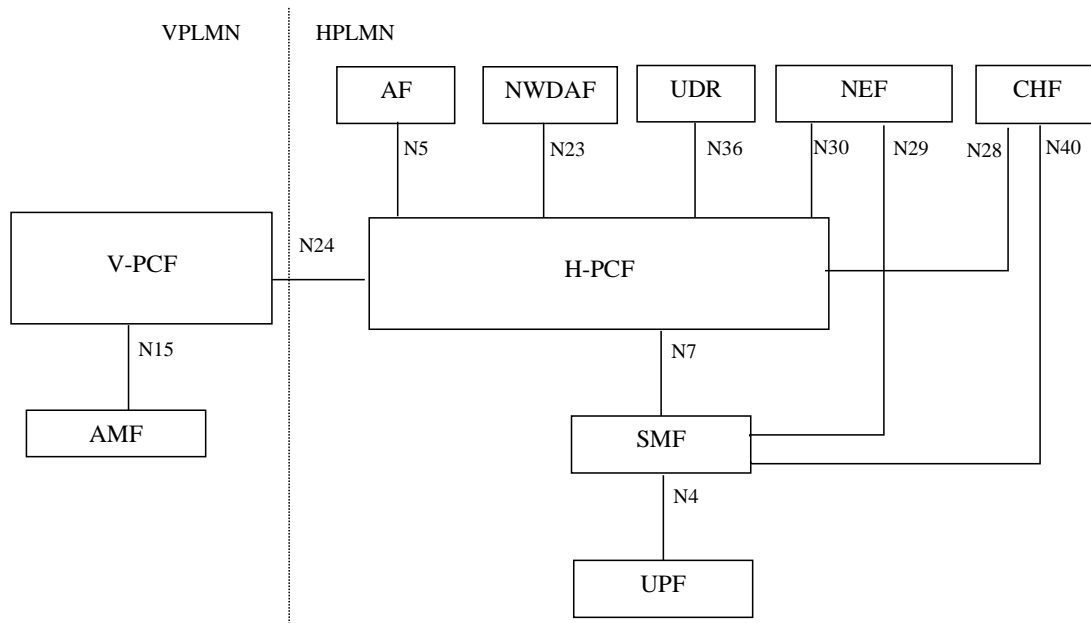 VPLMN
HPLMN
AF
NWDAF
UDR
NEF
CHF
N5
N23
N36
N30
N29
N28
N40
V-PCF
N24
H-PCF
N15
N7
AMF
SMF
N4
UPF